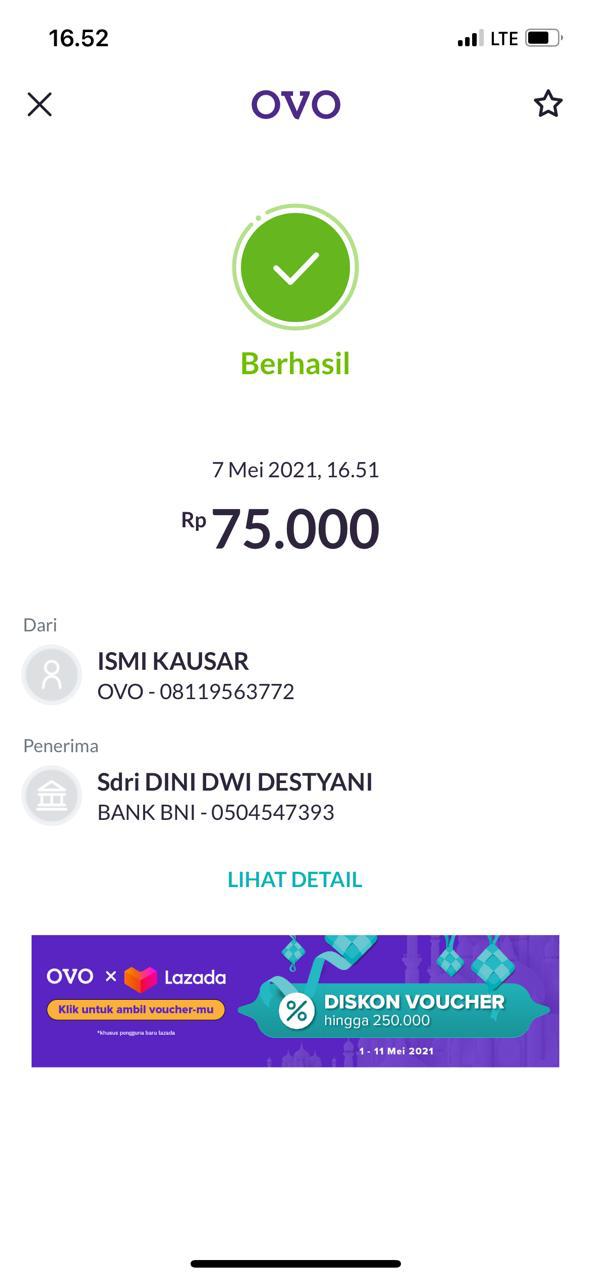 16.52
LTE
OVO
Berhasil
7 Mei 2021, 16.51
Rp 75.000
Dari
ISMI KAUSAR
OVO - 08119563772
Penerima
Sdri DINI DWI DESTYANI
BANK BNI - 0504547393
LIHAT DETAIL
OVO × Lazada
Klik untuk ambil voucher-mu
*khusus pengguna baru lazada
DISKON VOUCHER
hingga 250.000
1 - 11 Mei 2021